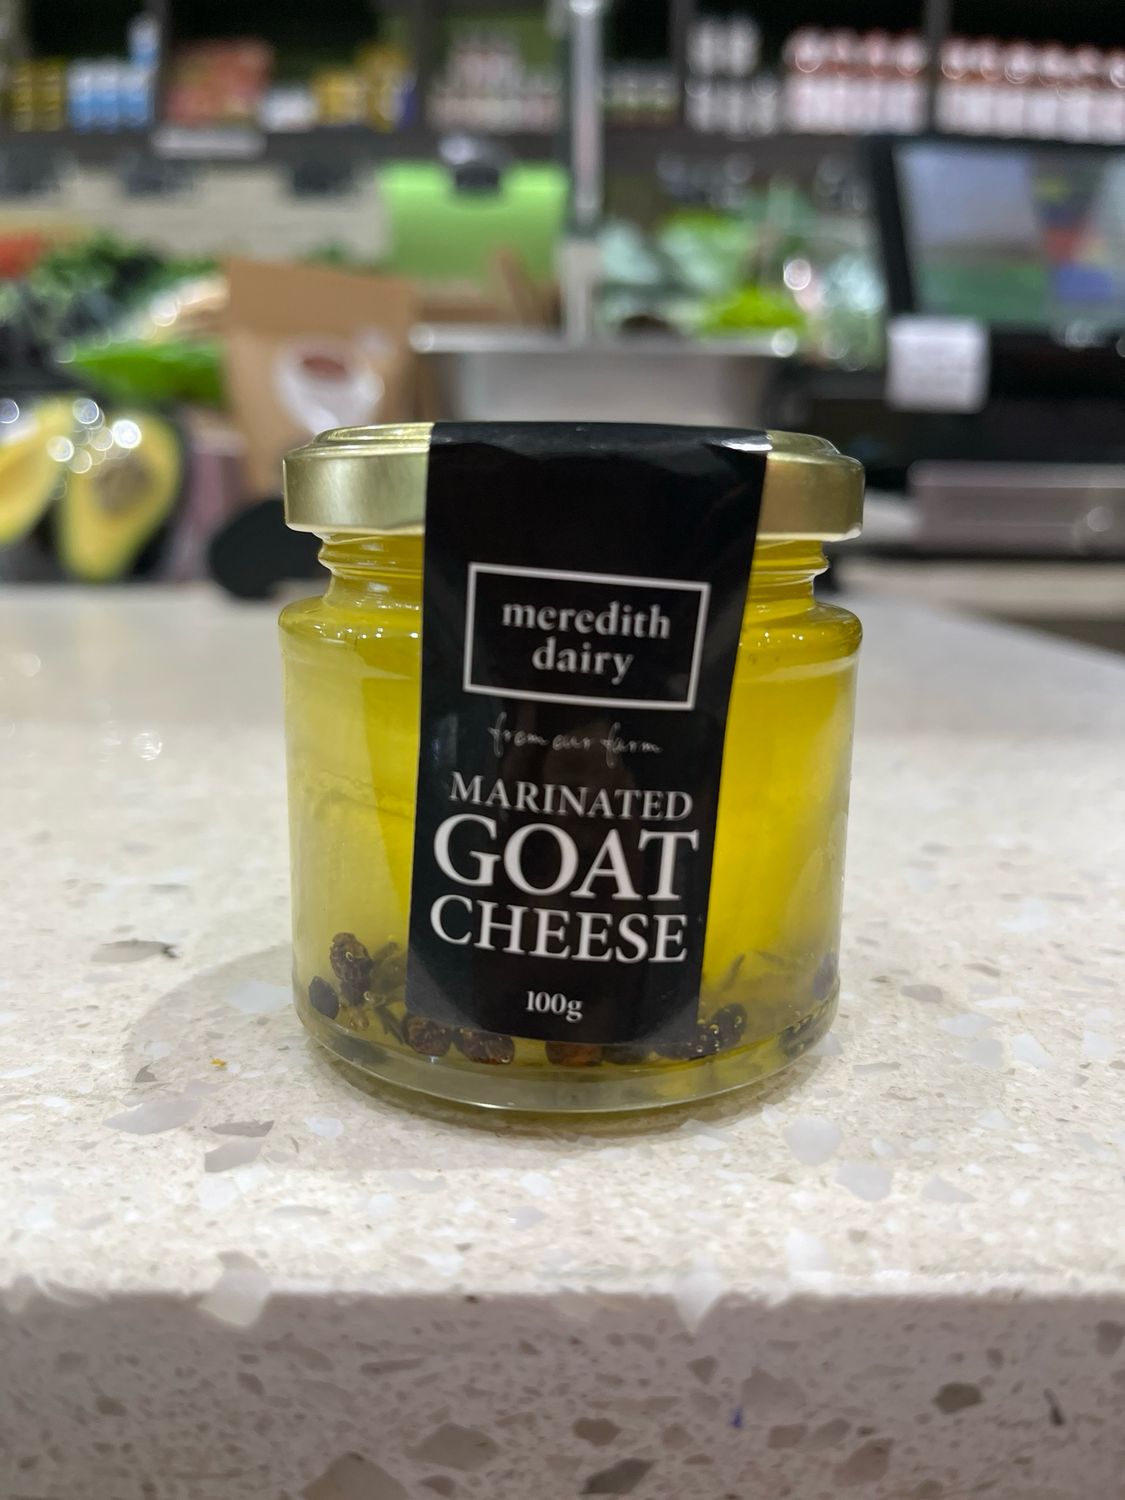 meredith
dairy
from our farm
MARINATED
GOAT
CHEESE
100g